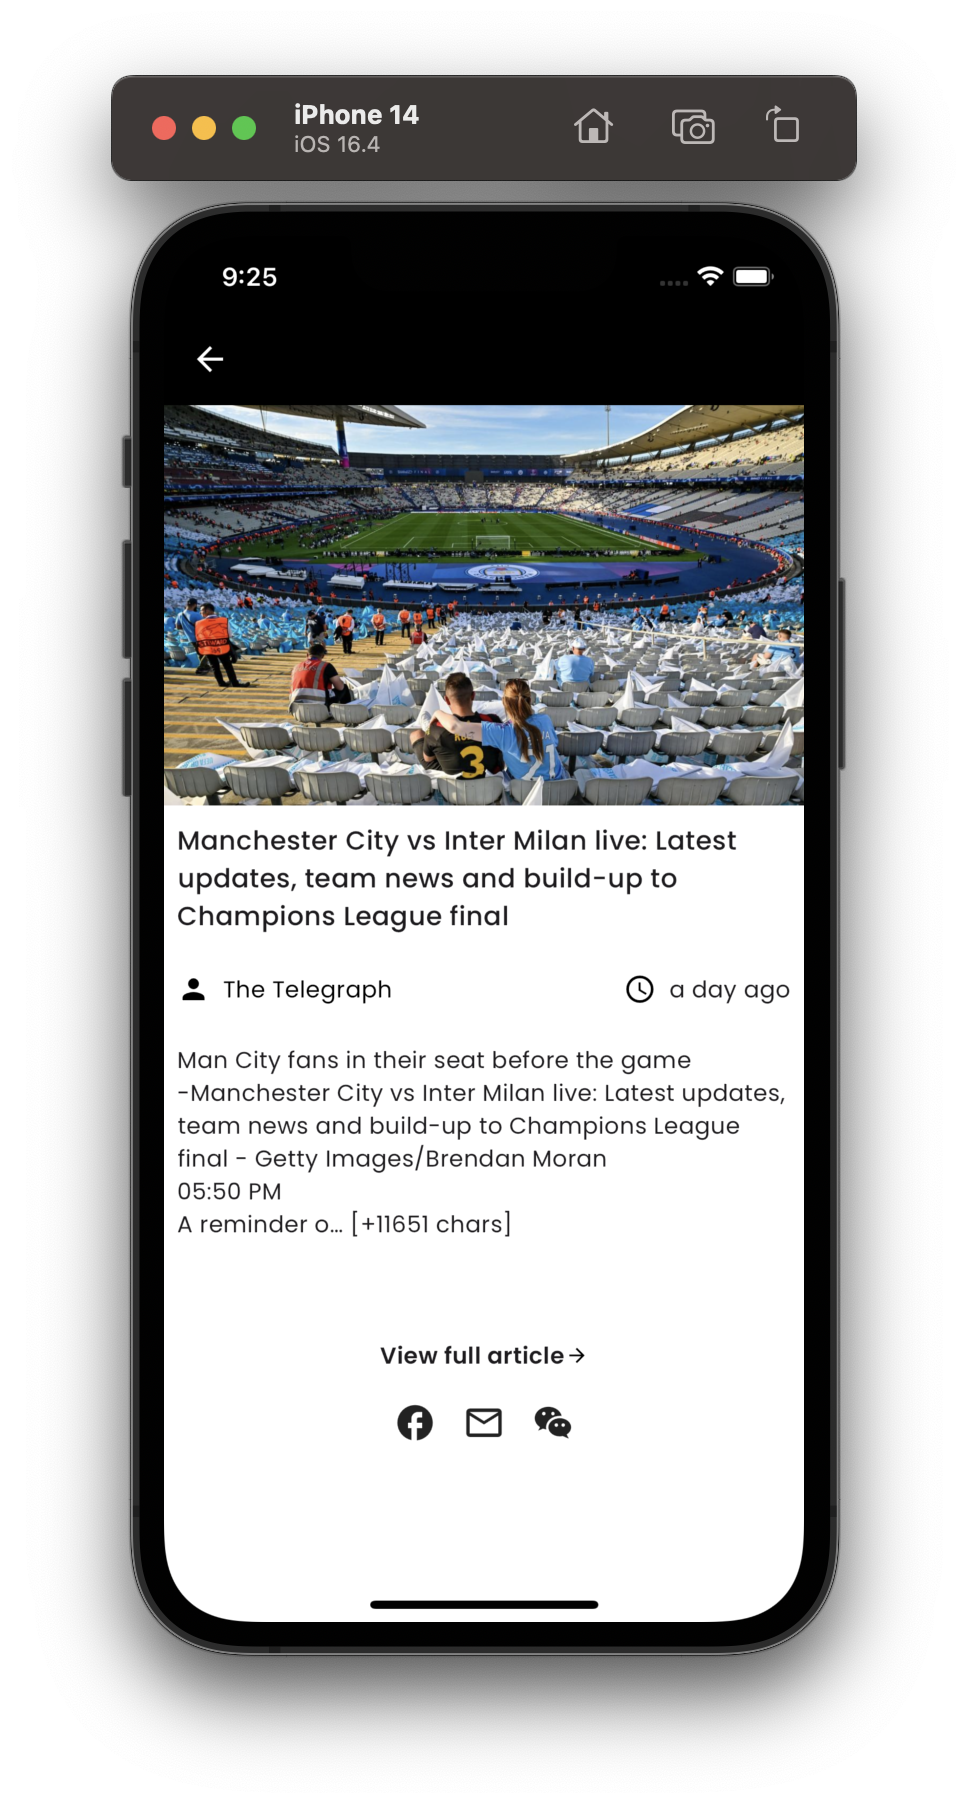 iPhone 14
iOS 16.4
9:25
3
21
Manchester City vs Inter Milan live: Latest
updates, team news and build-up to
Champions League final
The Telegraph
a day ago
Man City fans in their seat before the game
-Manchester City vs Inter Milan live: Latest updates,
team news and build-up to Champions League
final - Getty Images/Brendan Moran
05:50 PM
A reminder o… [+11651 chars]
View full article→